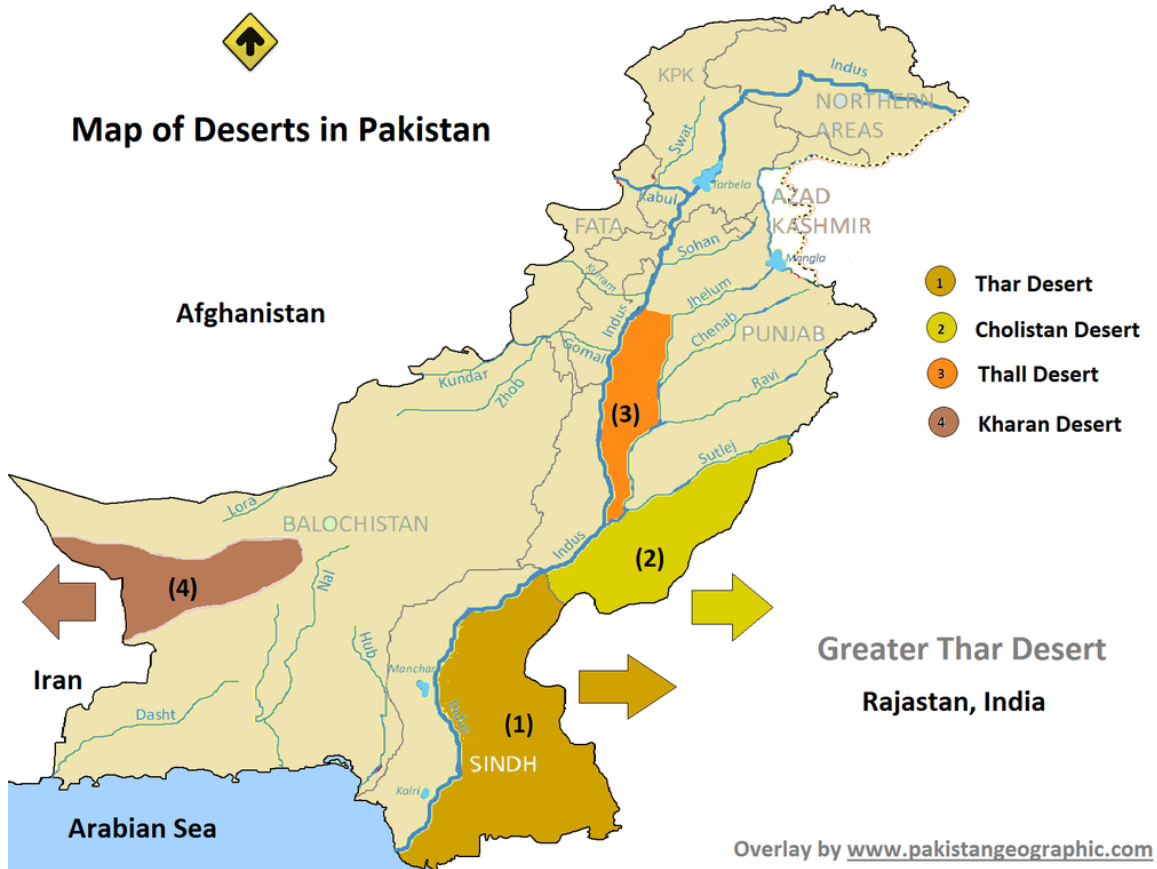 Map of Deserts in Pakistan
KPK
Indus
NORTHERN
AREAS
Swat
Tarbela
Kabul
AZAD
KASHMIR
FATA
Sohan
Mangla
Kurram
Jhelum
Indus
Chenab
PUNJAB
Afghanistan
Gomal
Kundar
Zhob
Ravi
(3)
Sutlej
1 Thar Desert
2 Cholistan Desert
3 Thall Desert
4 Kharan Desert
Lora
BALOCHISTAN
Indus
(2)
(4)
Nal
Hub
Iran
Manchar
Dasht
Indus
(1)
SINDH
Kalri
Greater Thar Desert
Rajastan, India
Arabian Sea
Overlay by www.pakistangeographic.com